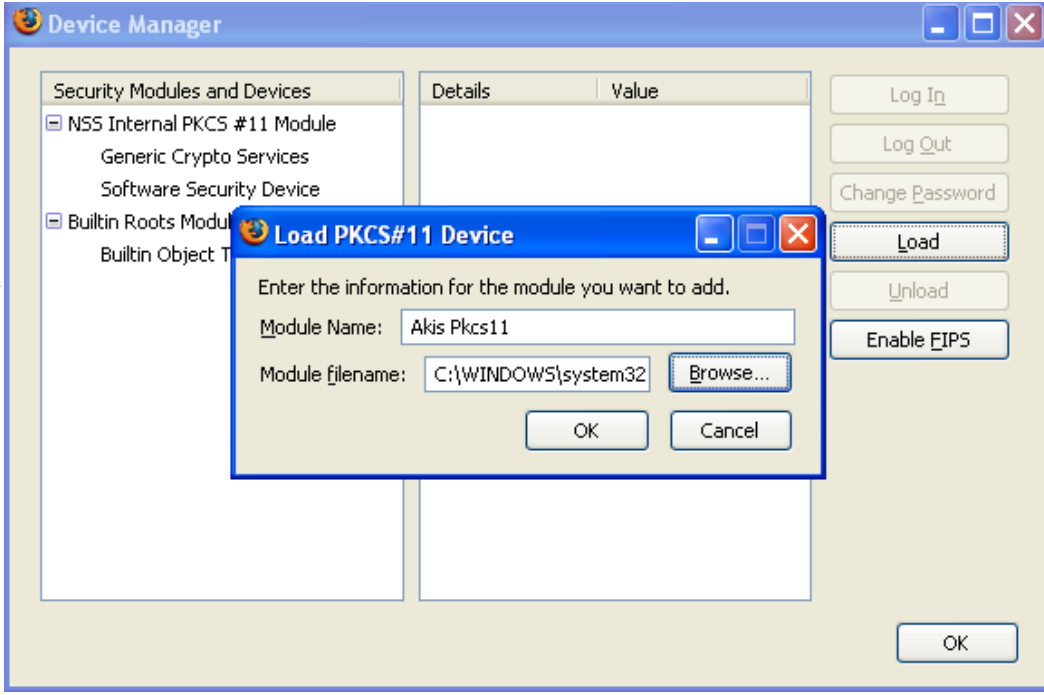 Device Manager
Security Modules and Devices
NSS Internal PKCS #11 Module
Generic Crypto Services
Software Security Device
Builtin Roots Modul
Builtin Object T
Details Value
Log In
Log Out
Change Password
Load
Unload
Enable FIPS
Load PKCS#11 Device
Enter the information for the module you want to add.
Module Name: Akis Pkcs11
Module filename: C:\WINDOWS\system32 Browse...
OK Cancel
OK